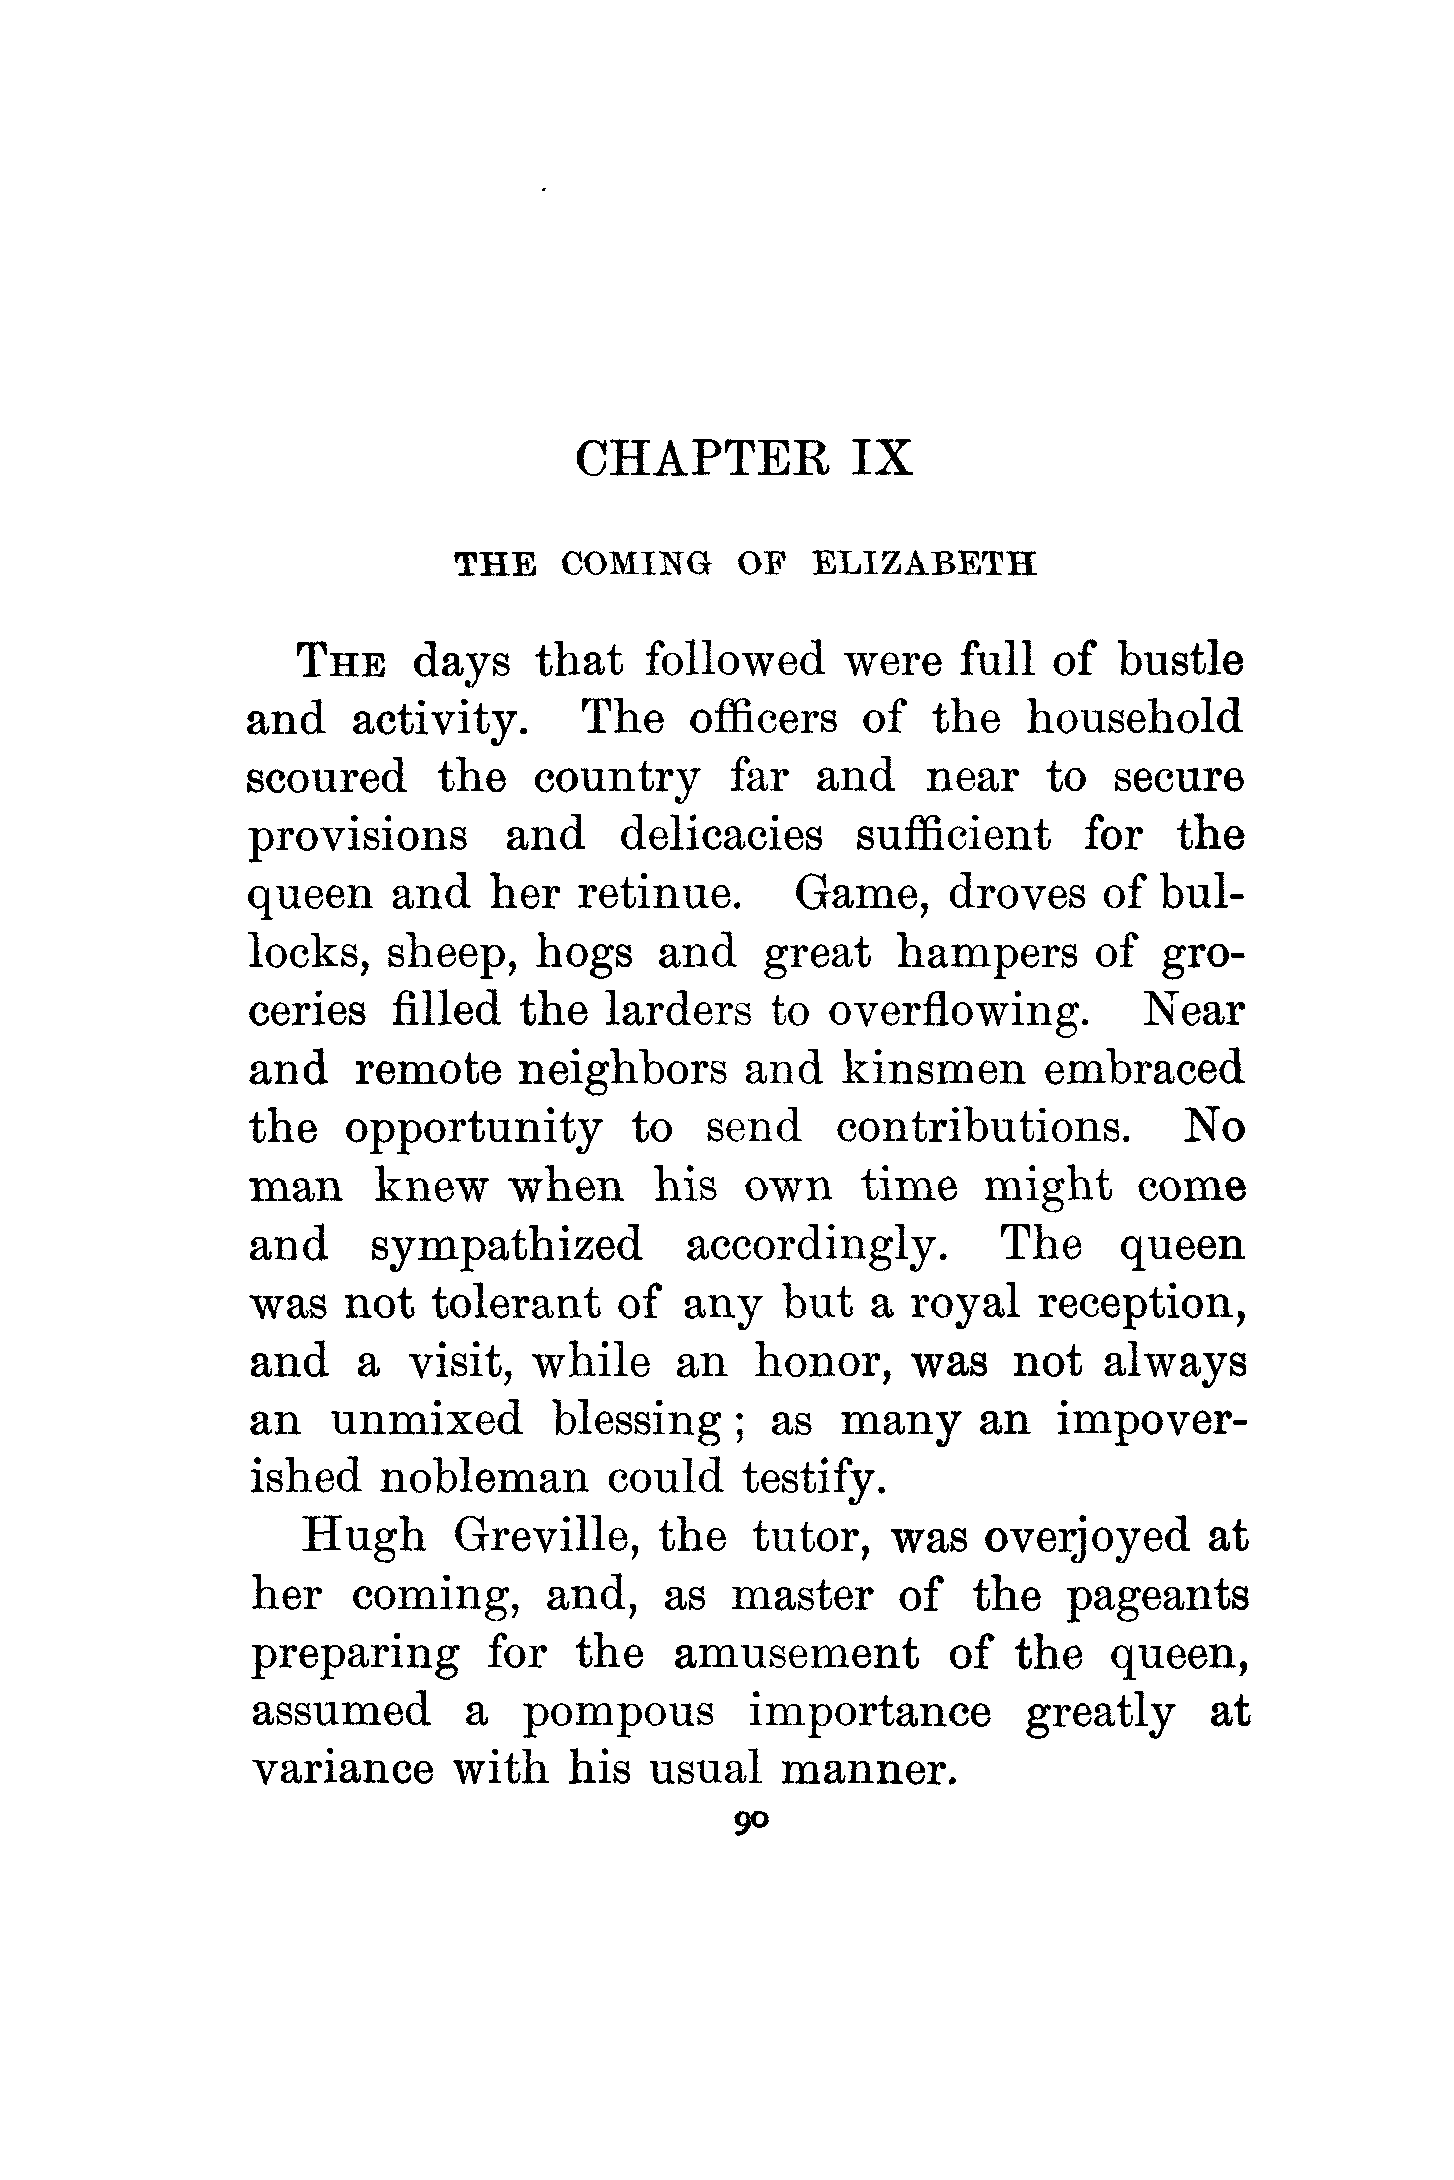 CHAPTER IX
THE COMING OF ELIZABETH
THE days that followed were full of bustle
and activity. The officers of the household
scoured the country far and near to secure
provisions and delicacies sufficient for the
queen and her retinue. Game, droves of bul-
locks, sheep, hogs and great hampers of gro-
ceries filled the larders to overflowing. Near
and remote neighbors and kinsmen embraced
the opportunity to send contributions. No
man knew when his own time might come
and sympathized accordingly. The queen
was not tolerant of any but a royal reception,
and a visit, while an honor, was not always
an unmixed blessing; as many an impover-
ished nobleman could testify.
Hugh Greville, the tutor, was overjoyed at
her coming, and, as master of the pageants
preparing for the amusement of the queen,
assumed a pompous importance greatly at
variance with his usual manner.
90